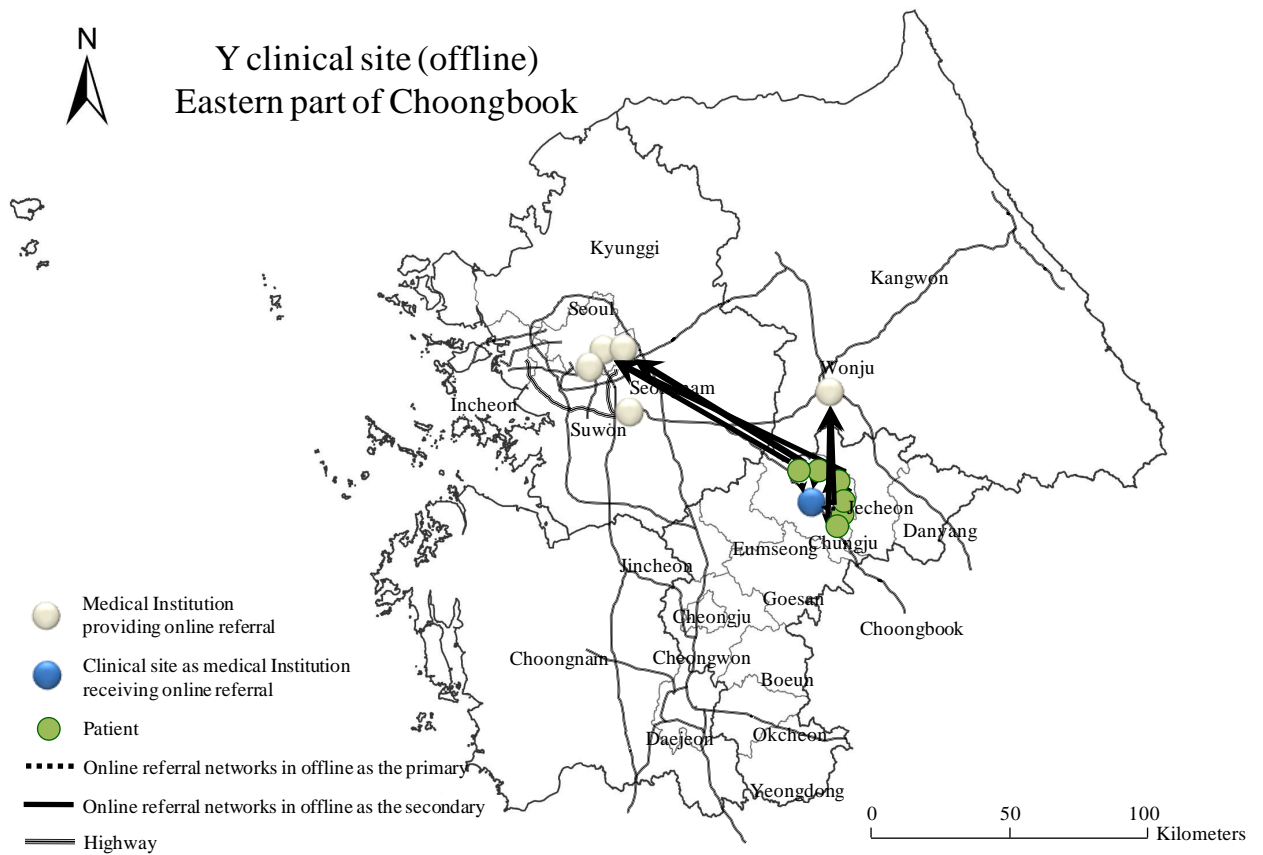 N
Y clinical site (offline)
Eastern part of Choongbook
Kyunggi
Kangwon
Seoul
Wonju
Seongnam
Incheon
Suwon
Jecheon
Danyang
Chungju
Eumseong
Jincheon
Goesan
Cheongju
Choongbook
Choongnam
Cheongwon
Boeun
Okcheon
Daejeon
Yeongdong
Medical Institution
providing online referral
Clinical site as medical Institution
receiving online referral
Patient
Online referral networks in offline as the primary
Online referral networks in offline as the secondary
Highway
0 50 100
Kilometers